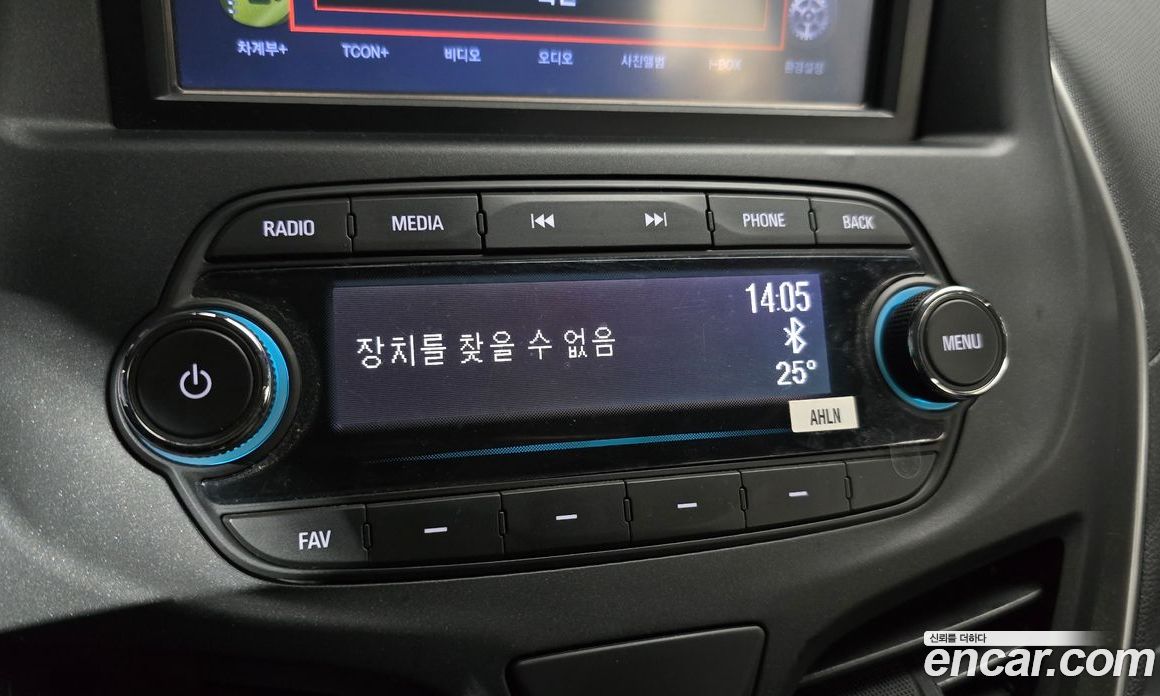 차계부+ TCON+ 비디오 오디오 사진앨범 I-BOX 환경설정
RADIO MEDIA PHONE BACK
14:05
장치를 찾을 수 없음
25°
MENU
AHLN
FAV
신뢰를 더하다
encar.com